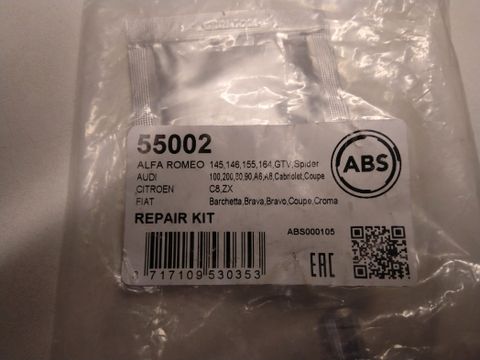 55002
ALFA ROMEO 145,146,155,164,GTV,Spider
AUDI 100,200,80,90,A6,A8,Cabriolet,Coupe
CITROEN C8,ZX
FIAT Barchetta,Brava,Bravo,Coupe,Croma
ABS
REPAIR KIT
ABS000105
0 717109 530353
EAC